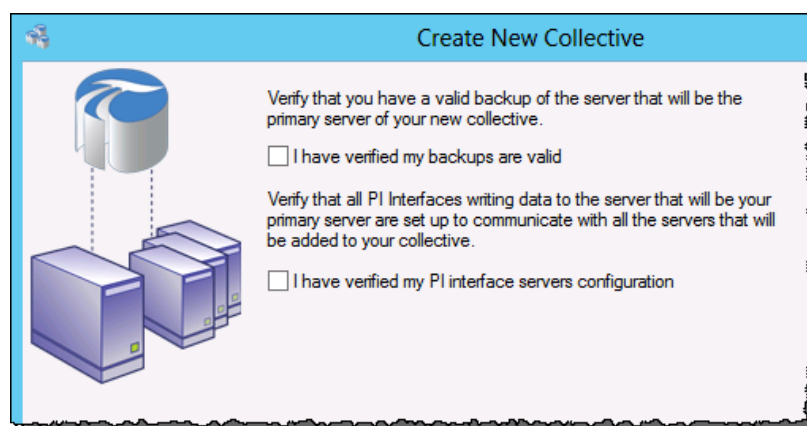 Create New Collective
Verify that you have a valid backup of the server that will be the
primary server of your new collective.
I have verified my backups are valid
Verify that all PI Interfaces writing data to the server that will be your
primary server are set up to communicate with all the servers that will
be added to your collective.
I have verified my PI interface servers configuration